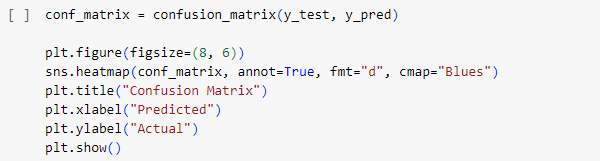 [ ] conf_matrix = confusion_matrix(y_test, y_pred)
plt.figure(figsize=(8, 6))
sns.heatmap(conf_matrix, annot=True, fmt="d", cmap="Blues")
plt.title("Confusion Matrix")
plt.xlabel("Predicted")
plt.ylabel("Actual")
plt.show()